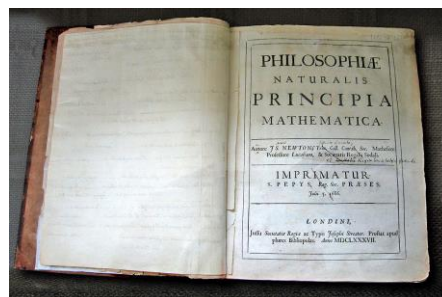 PHILOSOPHIÆ
NATURALIS
PRINCIPIA
MATHEMATICA
Autore JS. NEWTON, Trin. Coll. Cantab. Soc. Matheseos
Professore Lucasiano, & Societatis Regalis Sodali.
IMPRIMATUR.
S. PEPYS, Reg. Soc. PRÆSES.
Julii 5. 1686.
LONDINI,
Jussu Societatis Regiæ ac Typis Josephi Streater. Prostat apud
plures Bibliopolas. Anno MDCLXXXVII.